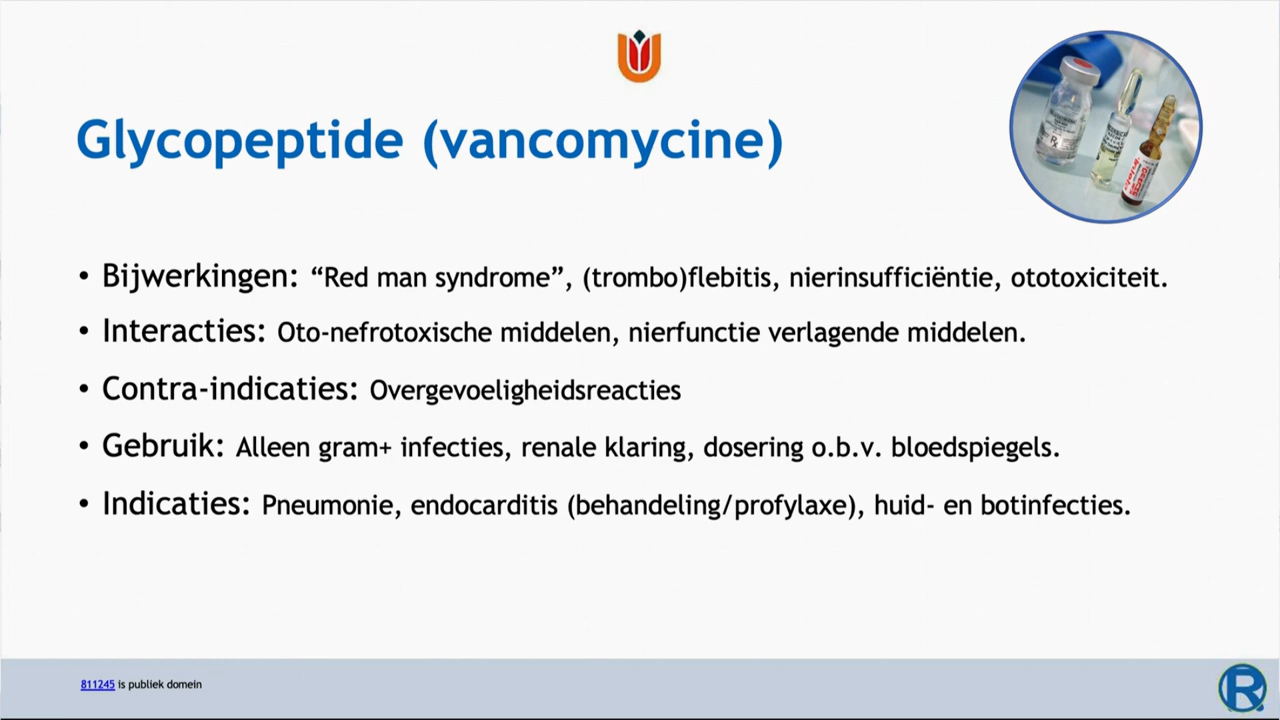 Glycopeptide (vancomycine)
• Bijwerkingen: “Red man syndrome”, (trombo)flebitis, nierinsufficiëntie, ototoxiciteit.
• Interacties: Oto-nefrotoxische middelen, nierfunctie verlagende middelen.
• Contra-indicaties: Overgevoeligheidsreacties
• Gebruik: Alleen gram+ infecties, renale klaring, dosering o.b.v. bloedspiegels.
• Indicaties: Pneumonie, endocarditis (behandeling/profylaxe), huid- en botinfecties.
811245 is publiek domein
R